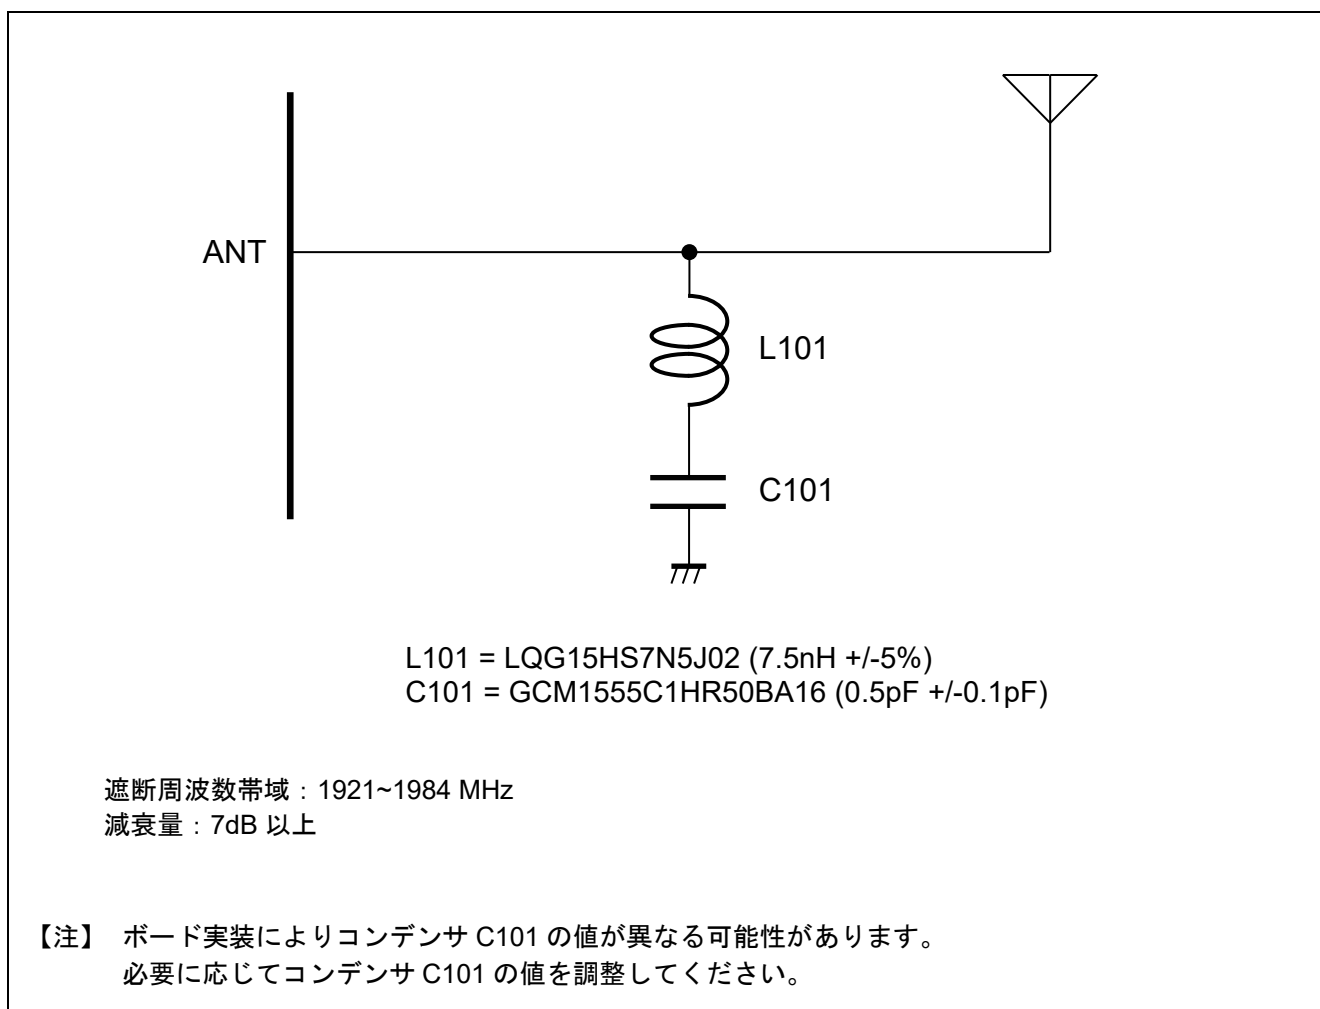 ANT
L101
C101
L101 = LQG15HS7N5J02 (7.5nH +/-5%)
C101 = GCM1555C1HR50BA16 (0.5pF +/-0.1pF)
遮断周波数帯域：1921~1984 MHz
減衰量：7dB 以上
【注】 ボード実装によりコンデンサ C101 の値が異なる可能性があります。
必要に応じてコンデンサ C101 の値を調整してください。